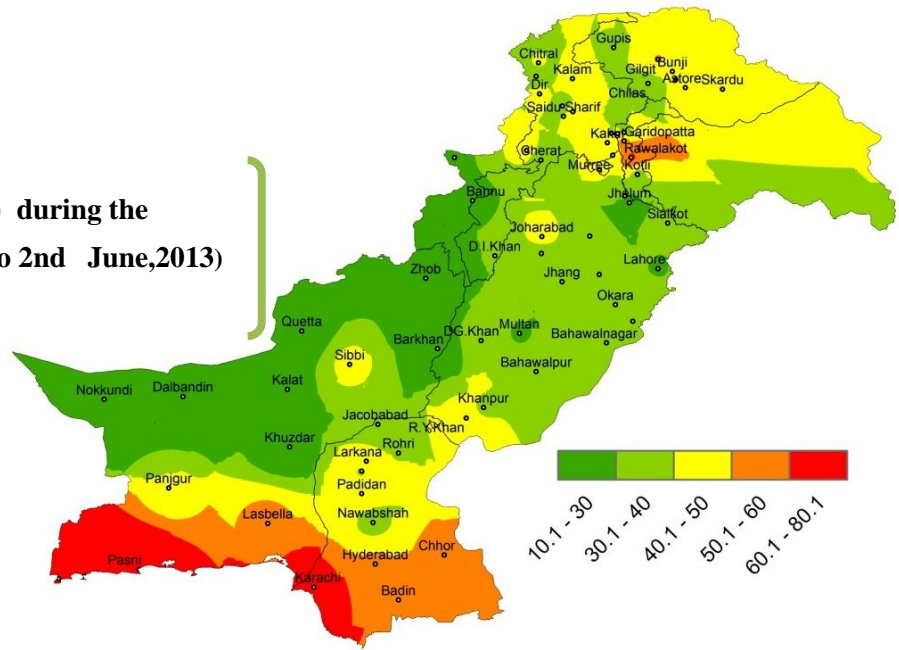 ) during the
o 2nd June,2013)
Gupis
Chitral
Kalam
Bunji
Gilgit
Astore Skardu
Dir
Chilas
Saidu Sharif
Garidopatta
Rawalakot
Cherat
Murree
Kotli
Bannu
Jhelum
Sialkot
Joharabad
D.I.Khan
Lahore
Zhob
Jhang
Okara
Quetta
DG.Khan
Multan
Bahawalnagar
Barkhan
Sibbi
Bahawalpur
Kalat
Nokkundi
Dalbandin
Khanpur
Jacobabad
R.Y.Khan
Khuzdar
Rohri
Larkana
Panjgur
Padidan
Lasbella
Nawabshah
Hyderabad
Chhor
Pasni
Karachi
Badin
10.1 - 30
30.1 - 40
40.1 - 50
50.1 - 60
60.1 - 80.1